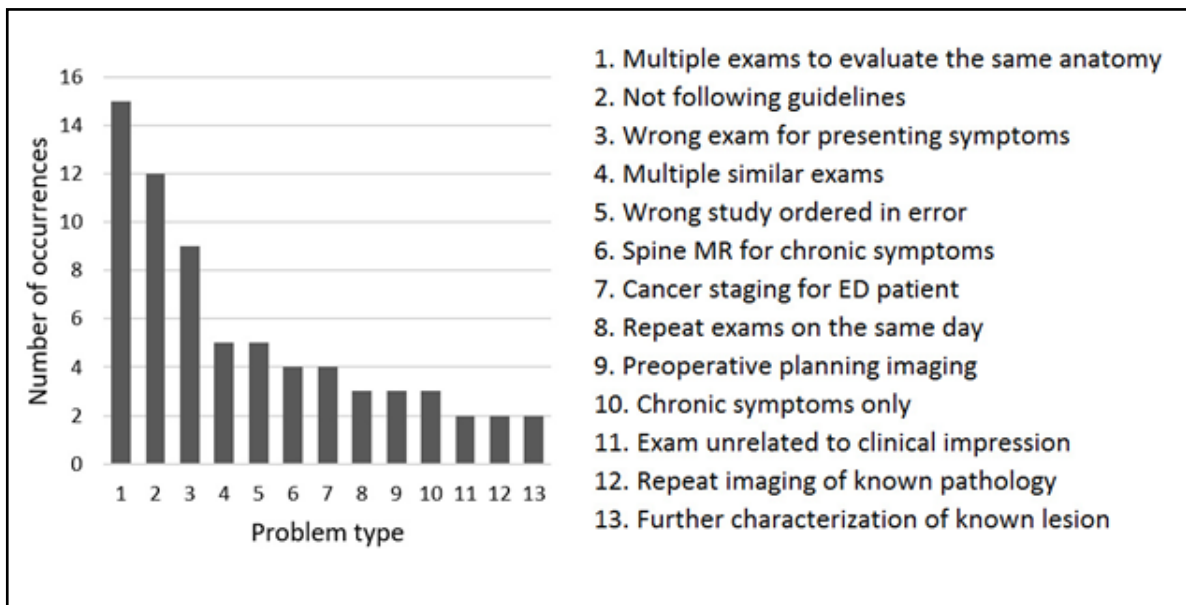 16
14
12
10
8
6
4
2
0
Number of occurrences
1 2 3 4 5 6 7 8 9 10 11 12 13
Problem type
1. Multiple exams to evaluate the same anatomy
2. Not following guidelines
3. Wrong exam for presenting symptoms
4. Multiple similar exams
5. Wrong study ordered in error
6. Spine MR for chronic symptoms
7. Cancer staging for ED patient
8. Repeat exams on the same day
9. Preoperative planning imaging
10. Chronic symptoms only
11. Exam unrelated to clinical impression
12. Repeat imaging of known pathology
13. Further characterization of known lesion